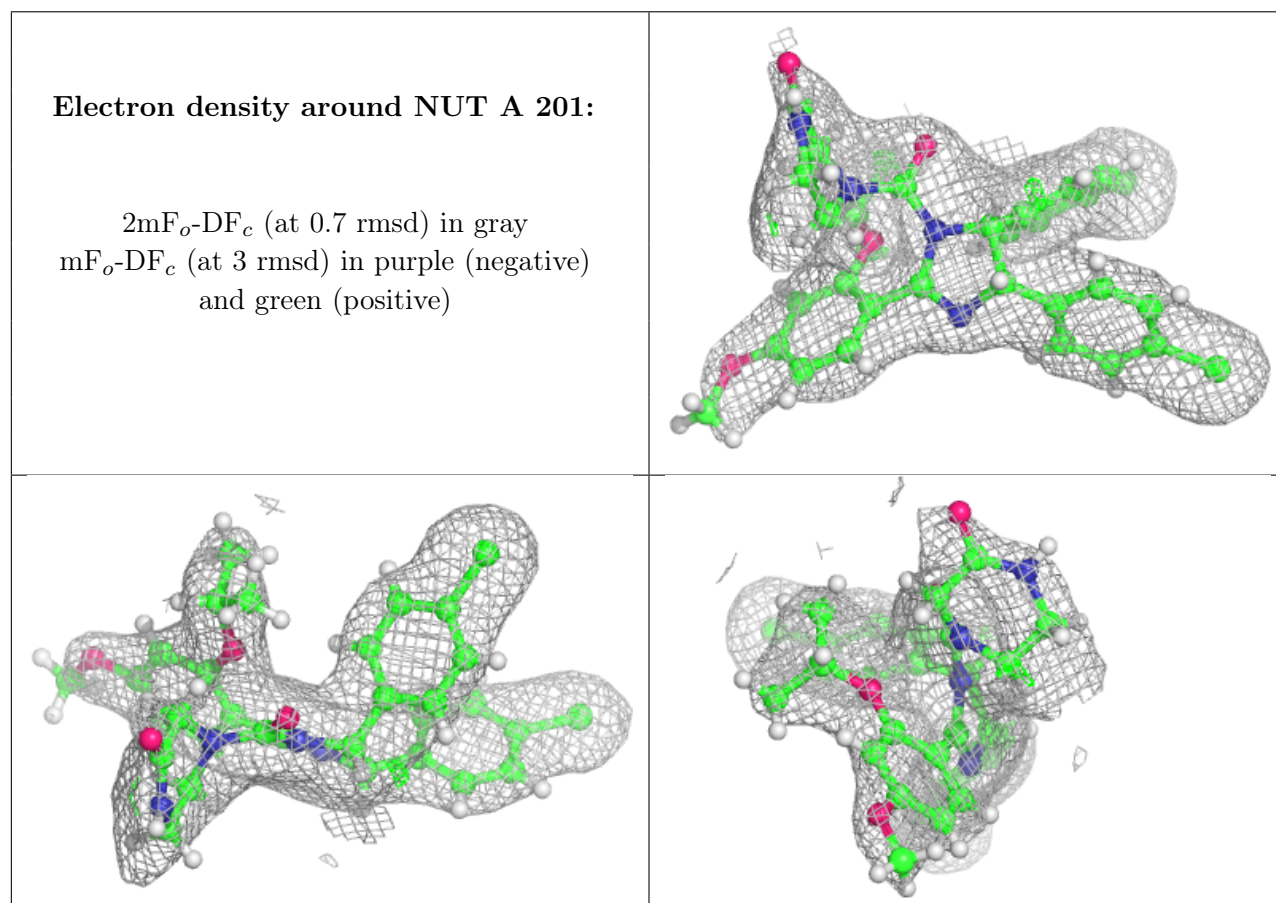 Electron density around NUT A 201:
2mFₒ-DF𝒸 (at 0.7 rmsd) in gray
mFₒ-DF𝒸 (at 3 rmsd) in purple (negative)
and green (positive)